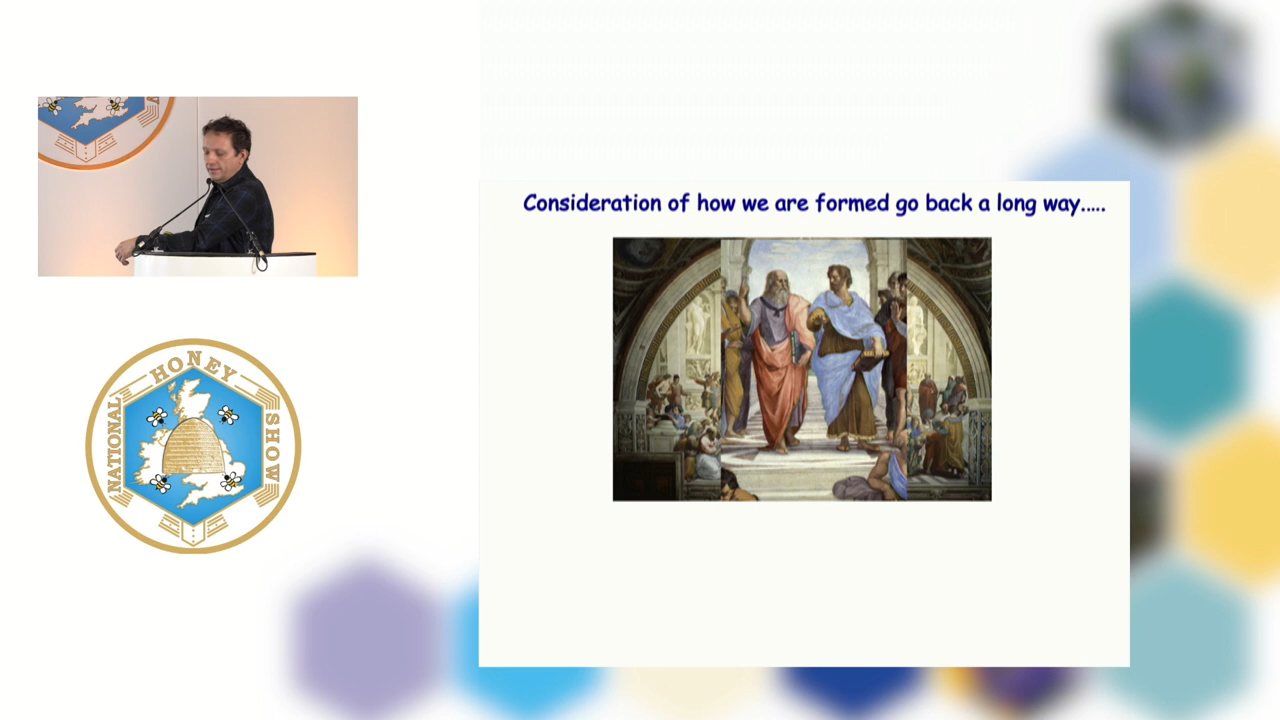 Consideration of how we are formed go back a long way.....
NATIONAL HONEY SHOW